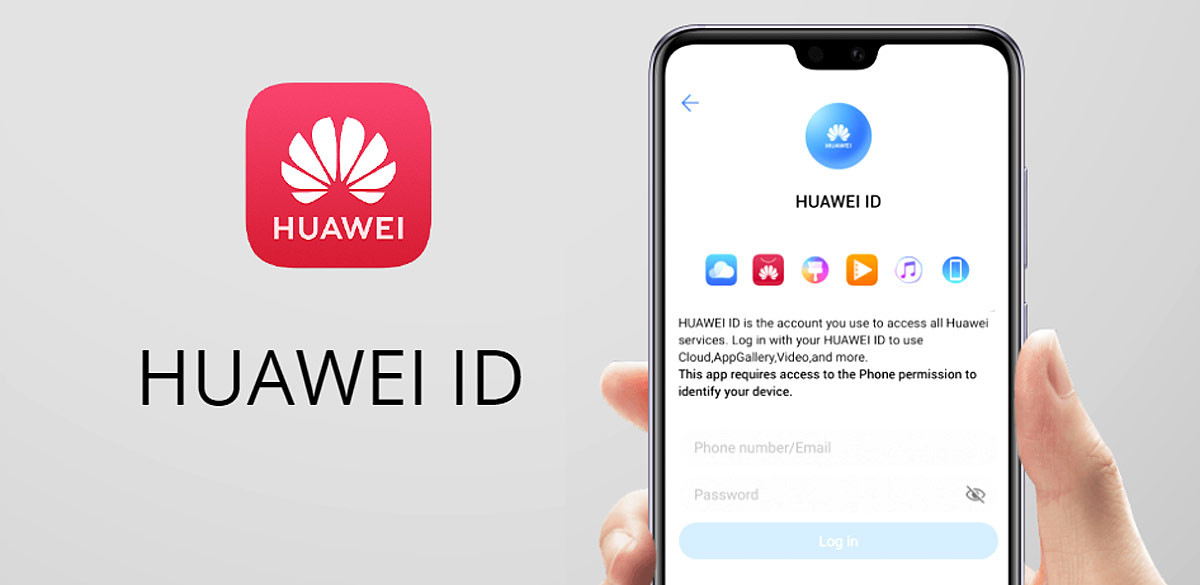 HUAWEI
HUAWEI ID
HUAWEI
HUAWEI ID
HUAWEI ID is the account you use to access all Huawei
services. Log in with your HUAWEI ID to use
Cloud,AppGallery,Video,and more.
This app requires access to the Phone permission to
identify your device.
Phone number/Email
Password
Log in